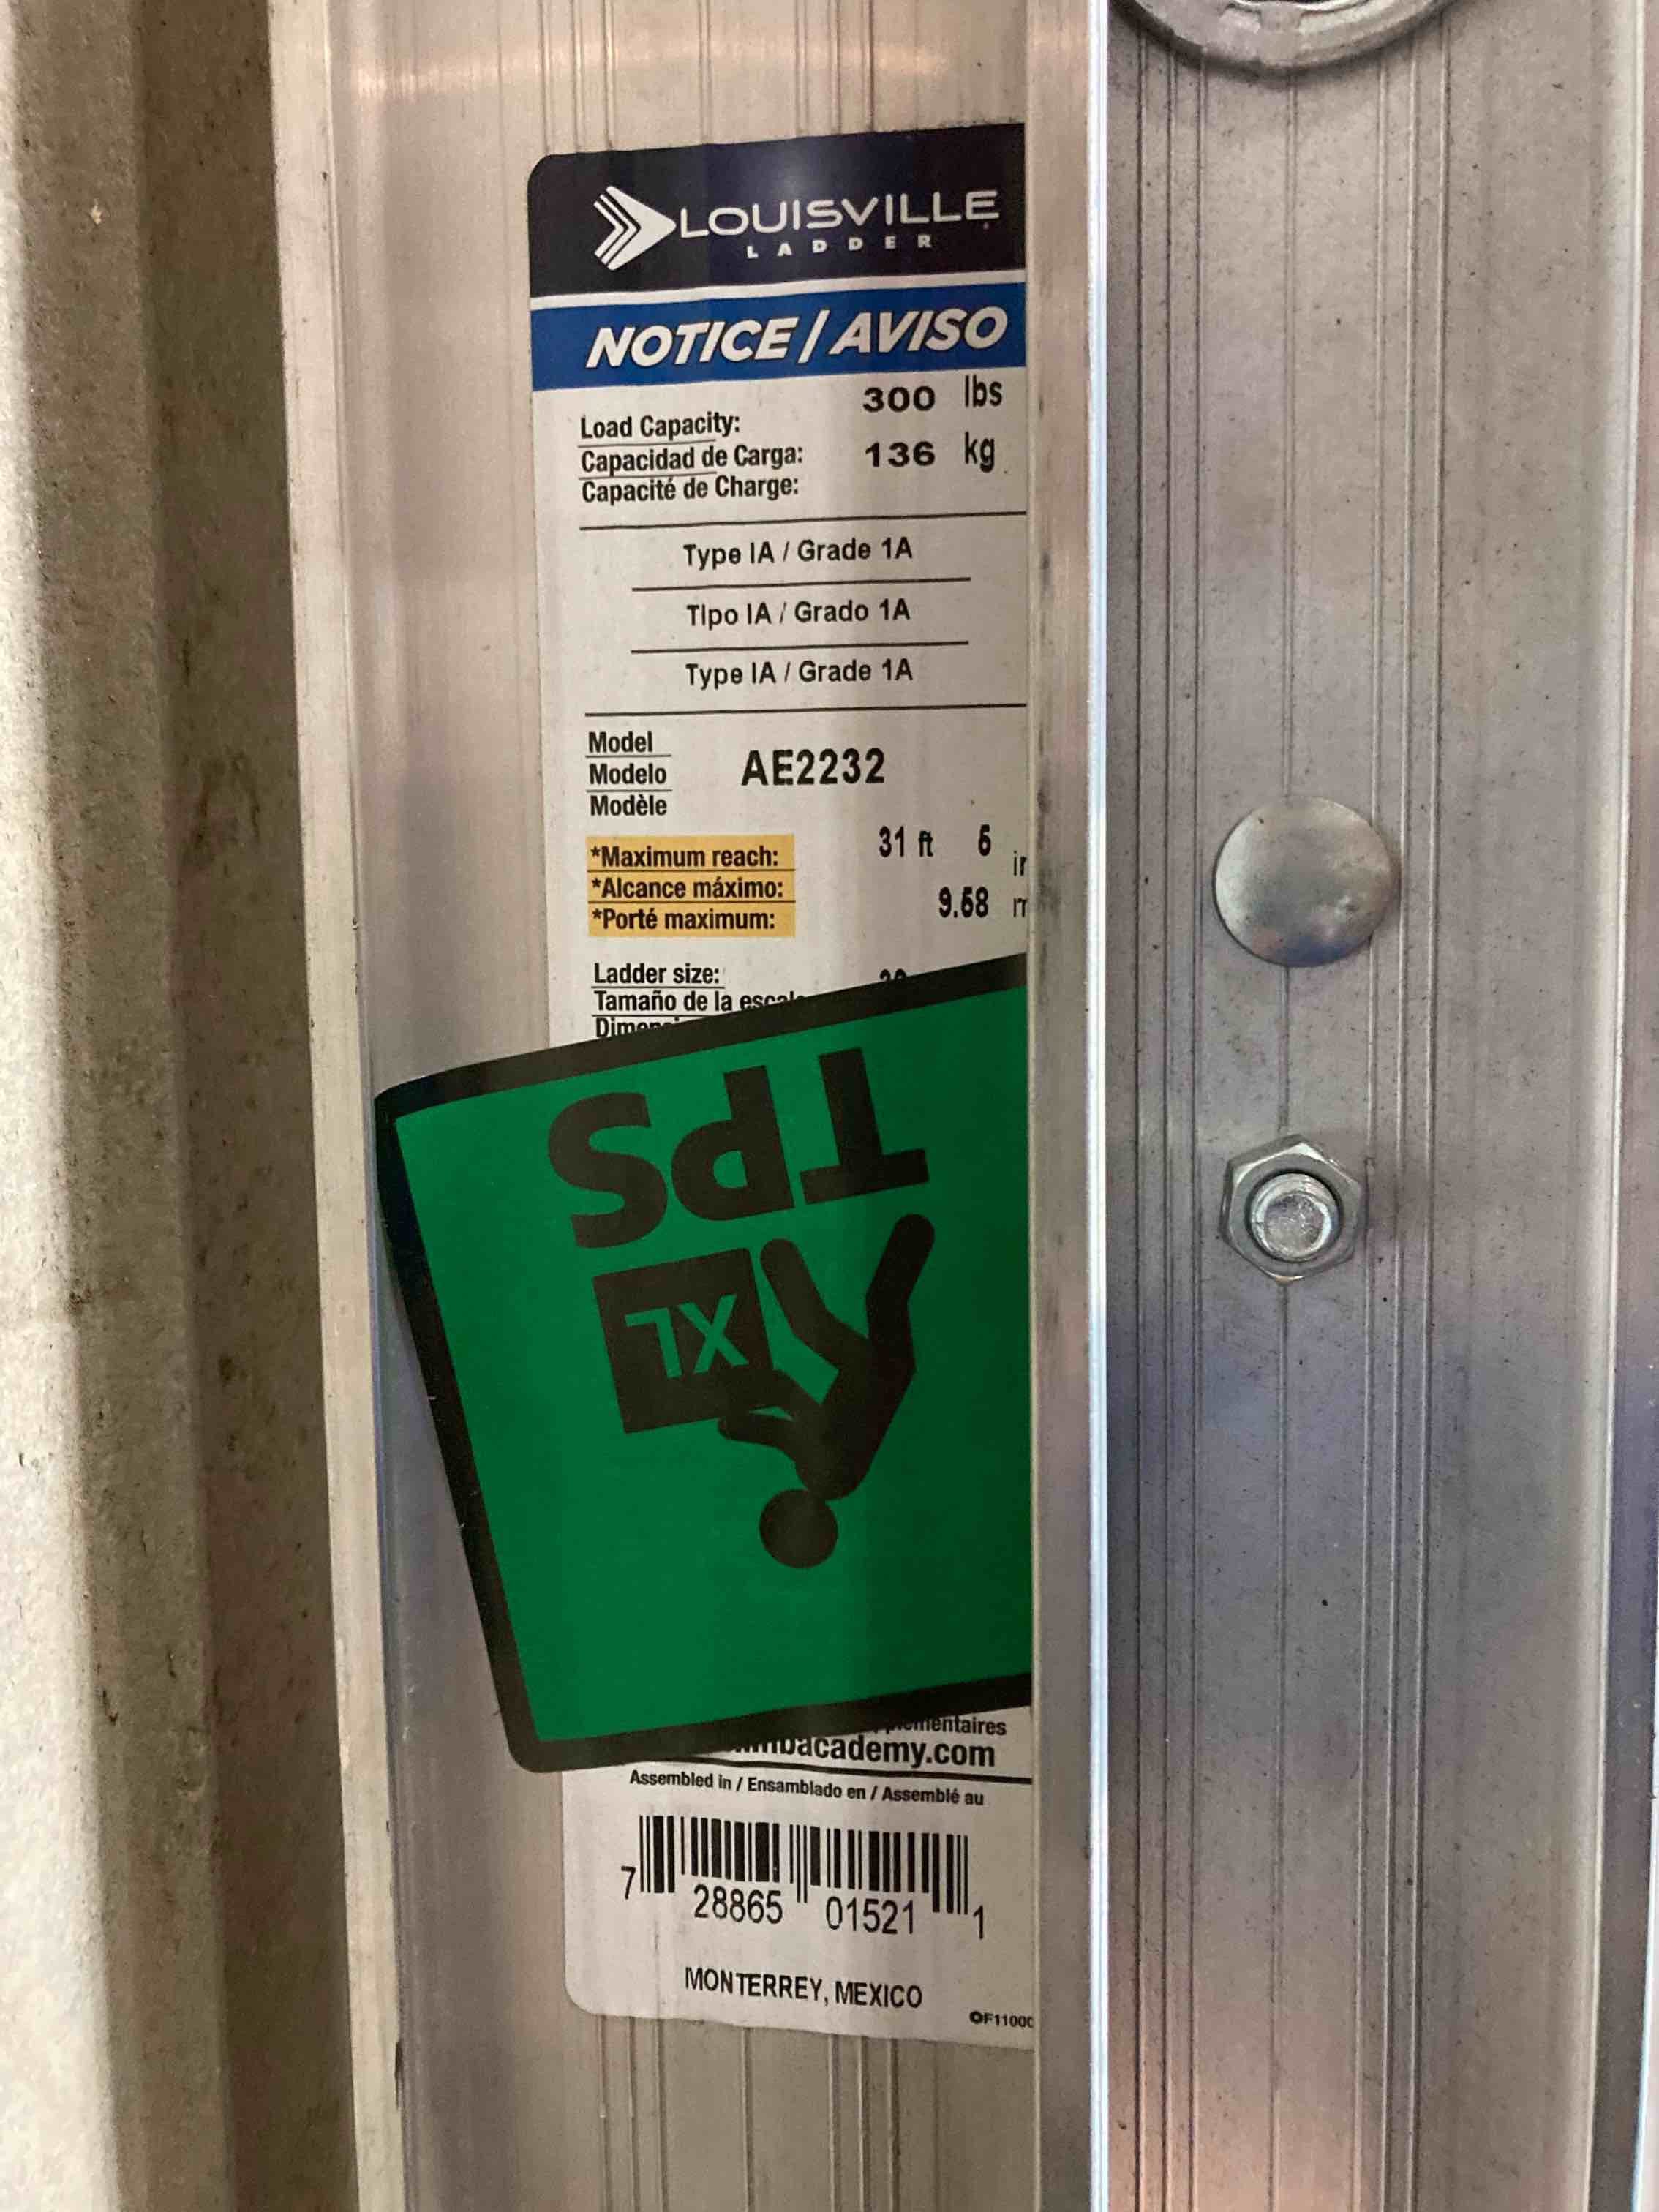 LOUISVILLE
LADDER
NOTICE / AVISO
300 lbs
Load Capacity:
Capacidad de Carga: 136 kg
Capacité de Charge:
Type IA / Grade 1A
Tipo IA / Grado 1A
Type IA / Grade 1A
Model
Modelo AE2232
Modèle
*Maximum reach: 31 ft 6 in
*Alcance máximo: 9.68 m
*Porté maximum:
Ladder size:
Tamaño de la
TPS
XL
Assembled in / Ensamblado en / Assemblé au
7 28865 01521 1
MONTERREY, MEXICO